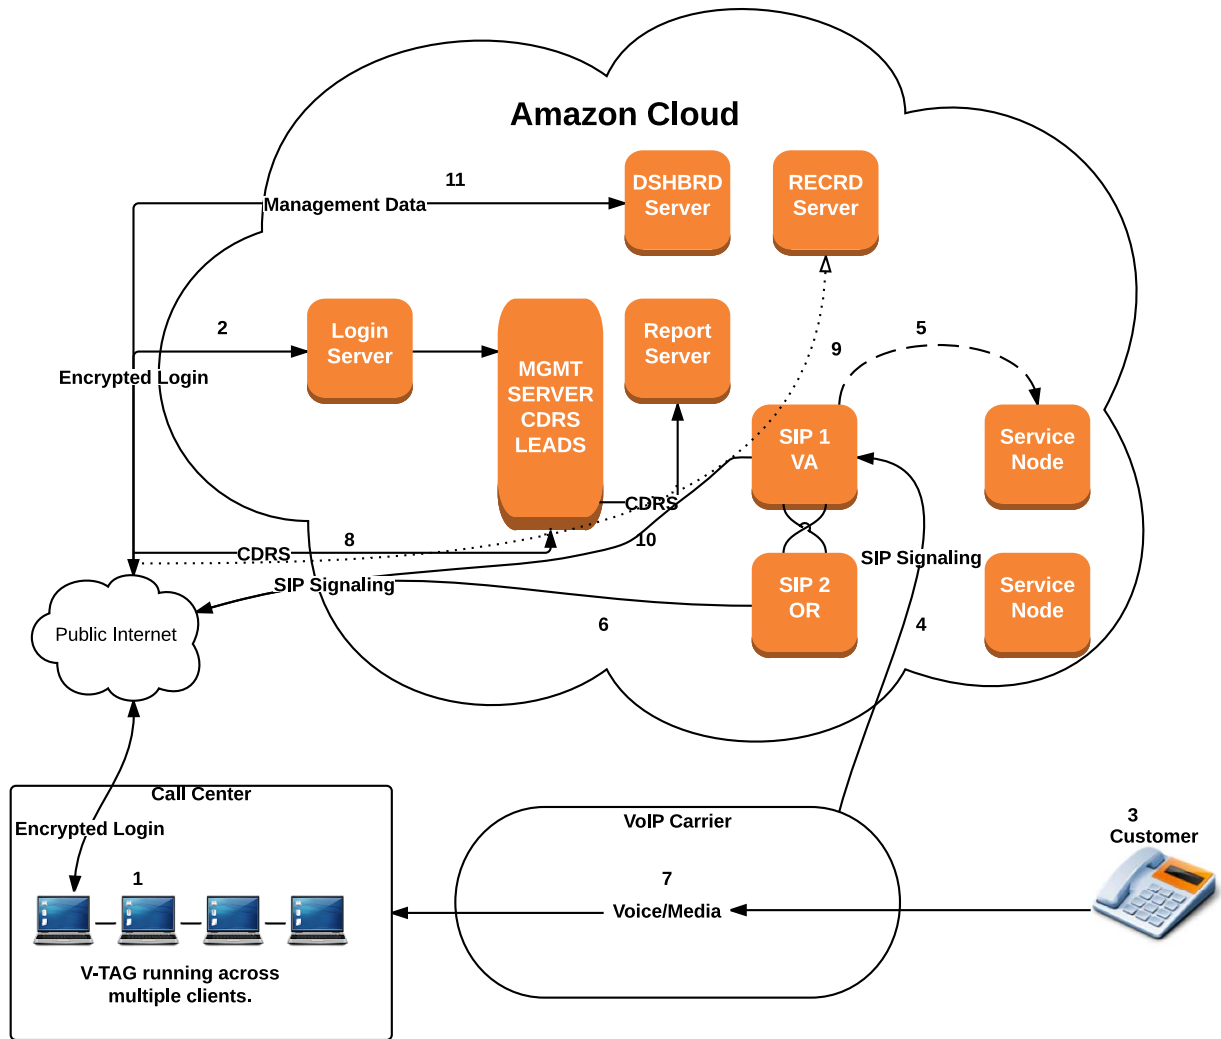 Amazon Cloud
11
Management Data
DSHBRD
Server
RECRD
Server
2
Encrypted Login
Login
Server
MGMT
SERVER
CDRS
LEADS
Report
Server
9
5
SIP 1
VA
Service
Node
CDRS
8
CDRS
10
SIP Signaling
SIP Signaling
SIP 2
OR
Service
Node
6
4
Public Internet
Call Center
Encrypted Login
1
V-TAG running across
multiple clients.
VoIP Carrier
7
Voice/Media
3
Customer